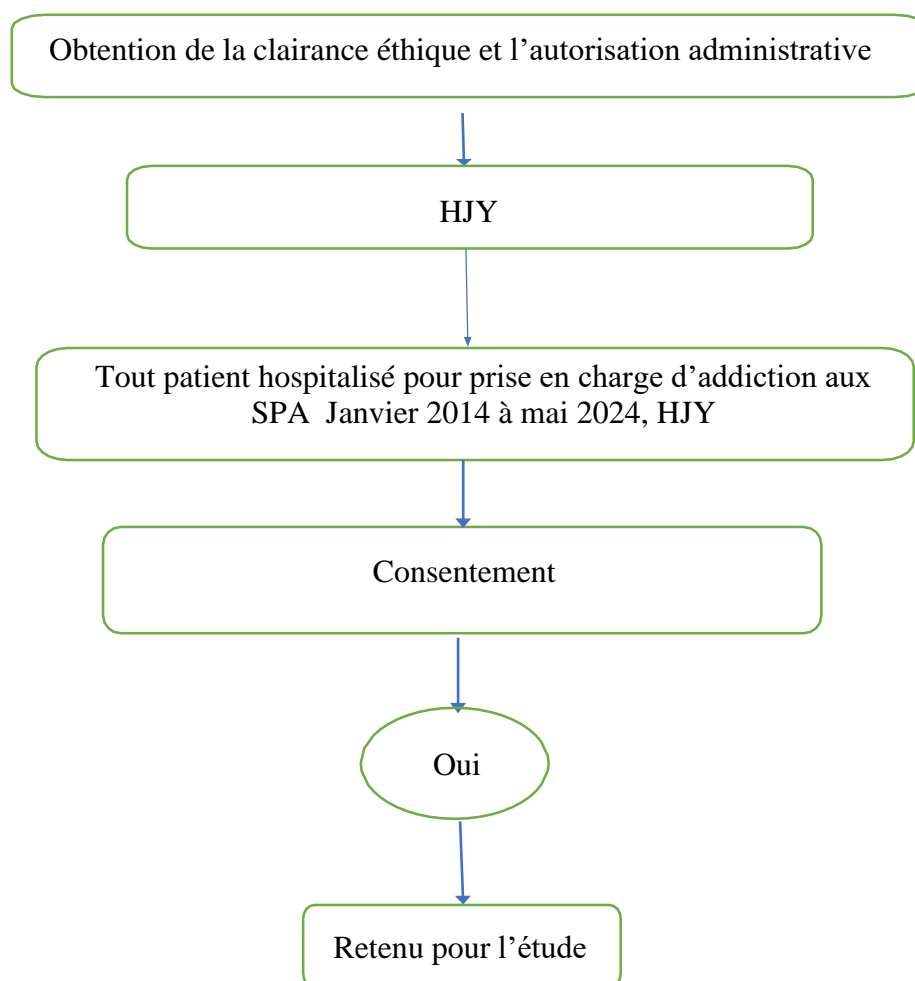 Obtention de la clairance éthique et l’autorisation administrative
HJY
Tout patient hospitalisé pour prise en charge d’addiction aux
SPA  Janvier 2014 à mai 2024, HJY
Consentement
Oui
Retenu pour l’étude